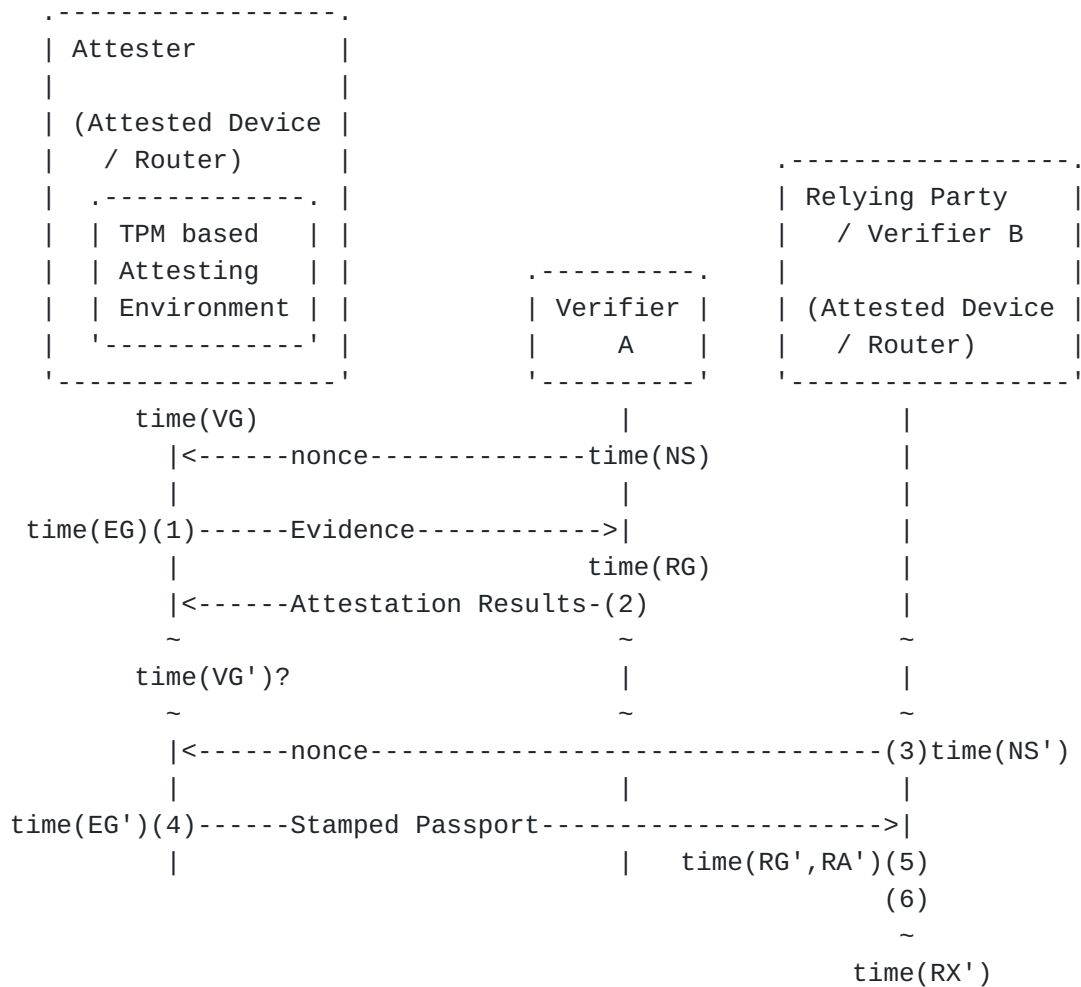 .------------------.
| Attester         |
|                  |
| (Attested Device |
|   / Router)      |                           .------------------.
|  .-------------. |                           | Relying Party    |
|  | TPM based   | |                           |   / Verifier B   |
|  | Attesting   | |           .----------.    |                  |
|  | Environment | |           | Verifier |    | (Attested Device |
|  '-------------' |           |     A    |    |   / Router)      |
'------------------'           '----------'    '------------------'
      time(VG)                       |                 |
        |<------nonce--------------time(NS)            |
        |                            |                 |
time(EG)(1)------Evidence------------>|                 |
        |                          time(RG)            |
        |<------Attestation Results-(2)                |
        ~                            ~                 ~
      time(VG')?                     |                 |
        ~                            ~                 ~
        |<------nonce---------------------------------(3)time(NS')
        |                            |                 |
time(EG')(4)------Stamped Passport---------------------->|
        |                            |   time(RG',RA')(5)
                                                      (6)
                                                       ~
                                                    time(RX')